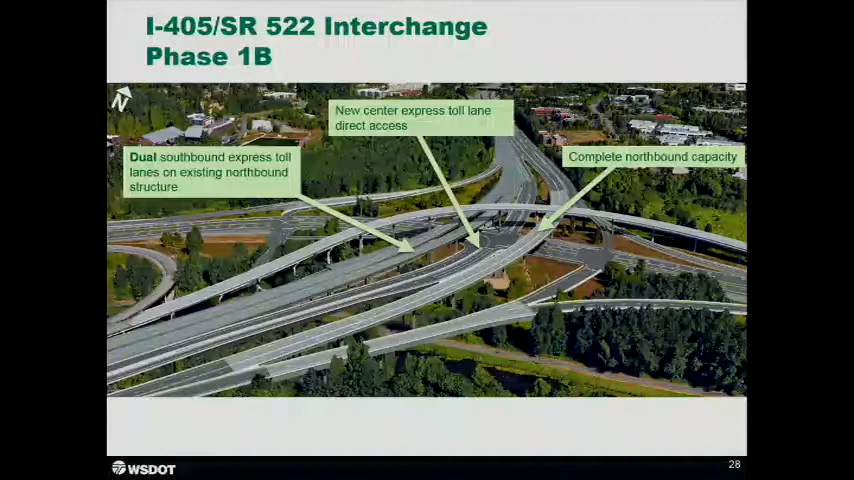 I-405/SR 522 Interchange
Phase 1B
N
New center express toll lane
direct access
Dual southbound express toll
lanes on existing northbound
structure
Complete northbound capacity
WSDOT
28